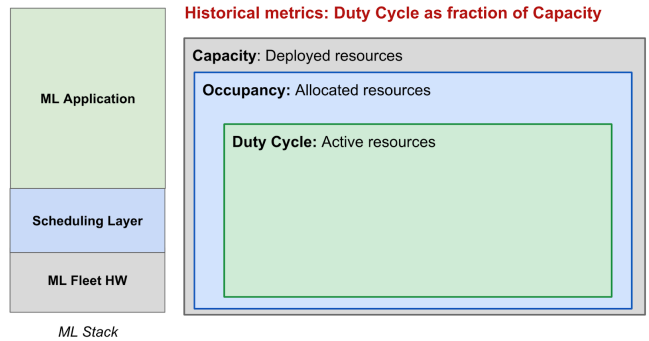 Historical metrics: Duty Cycle as fraction of Capacity
ML Application
Scheduling Layer
ML Fleet HW
ML Stack
Capacity: Deployed resources
Occupancy: Allocated resources
Duty Cycle: Active resources